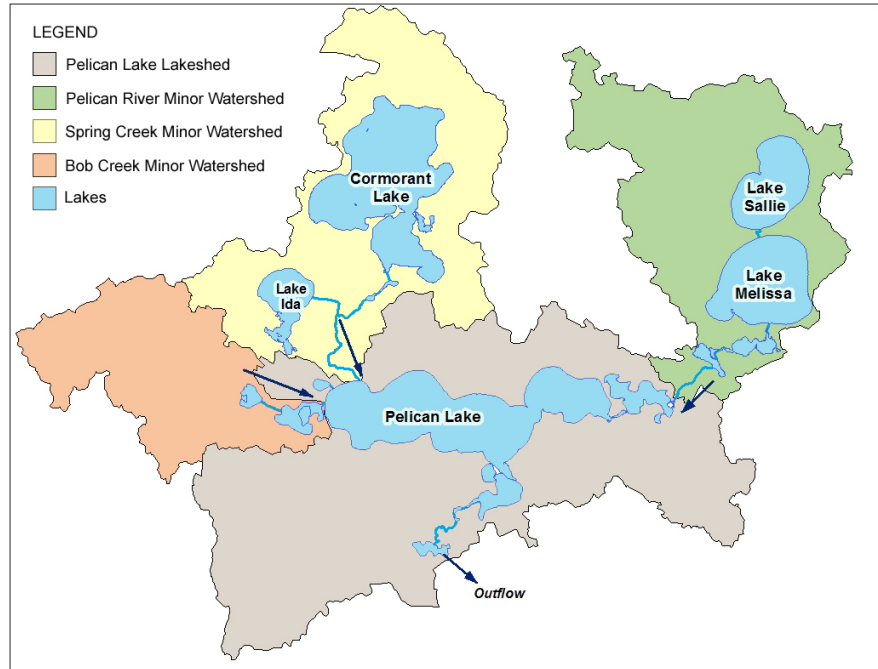 LEGEND
Pelican Lake Lakeshed
Pelican River Minor Watershed
Spring Creek Minor Watershed
Bob Creek Minor Watershed
Lakes
Cormorant
Lake
Lake
Sallie
Lake
Ida
Lake
Melissa
Pelican Lake
Outflow